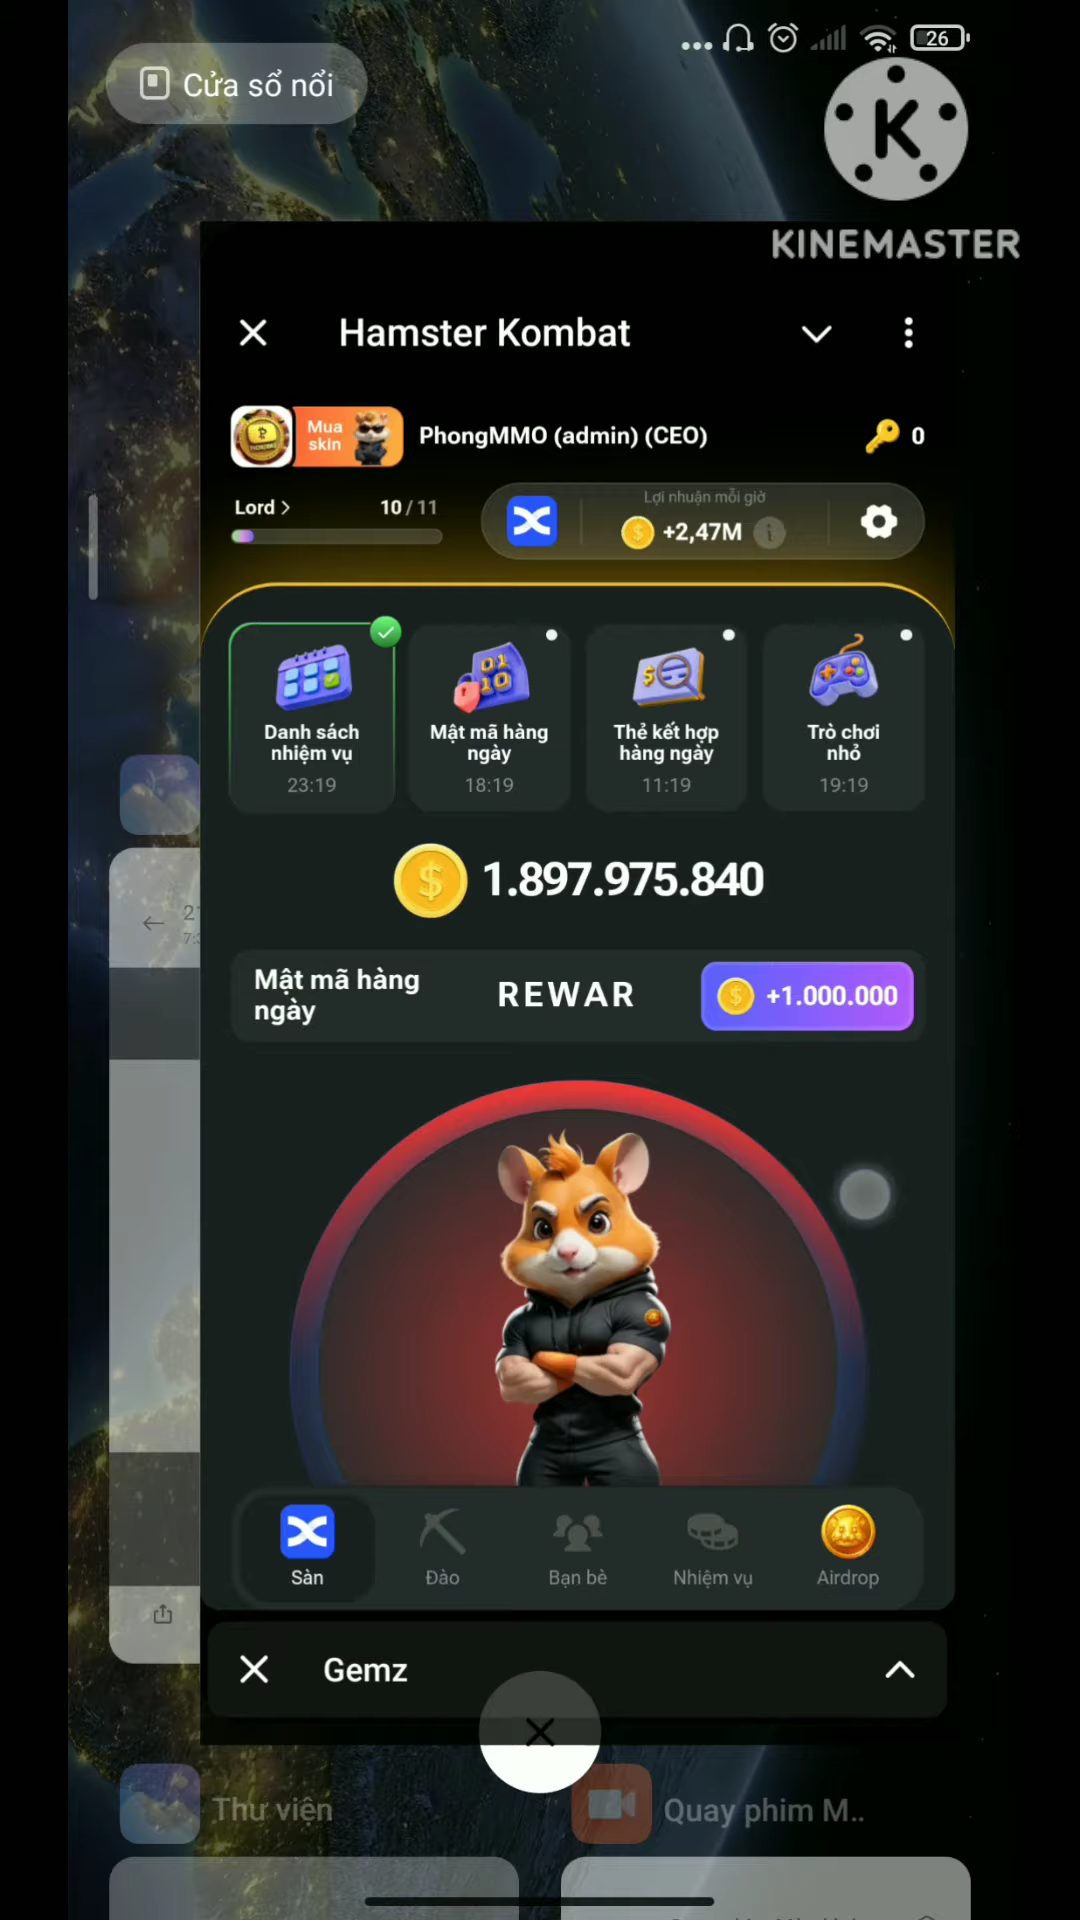 26
Cửa sổ nổi
K
KINEMASTER
Hamster Kombat
Mua
skin
PhongMMO (admin) (CEO)
0
Lord >
10 / 11
Lợi nhuận mỗi giờ
+2,47M
Danh sách
nhiệm vụ
23:19
Mật mã hàng
ngày
18:19
Thẻ kết hợp
hàng ngày
11:19
Trò chơi
nhỏ
19:19
1.897.975.840
Mật mã hàng
ngày
REWAR
+1.000.000
Sàn
Đào
Bạn bè
Nhiệm vụ
Airdrop
Gemz
Thư viện
Quay phim M..